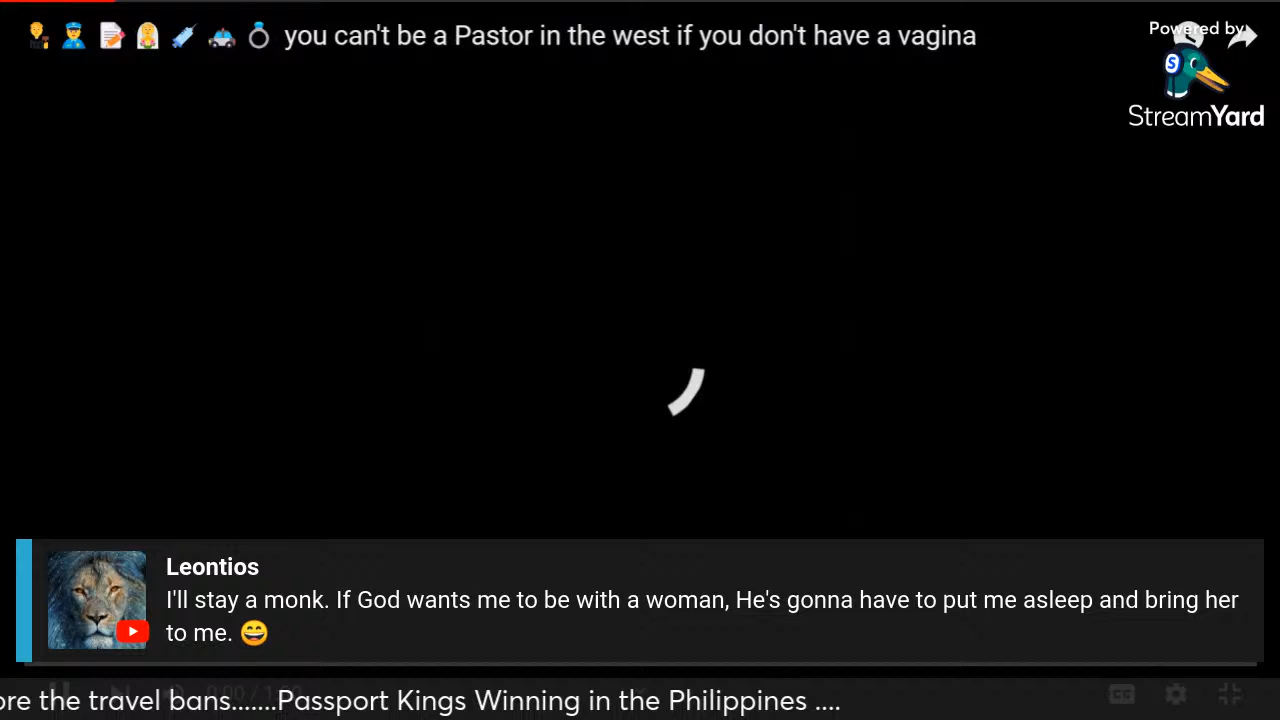 you can't be a Pastor in the west if you don't have a vagina
Powered by
S
StreamYard
Leontios
I'll stay a monk. If God wants me to be with a woman, He's gonna have to put me asleep and bring her
to me. 😄
ore the travel bans.......Passport Kings Winning in the Philippines ....
CC